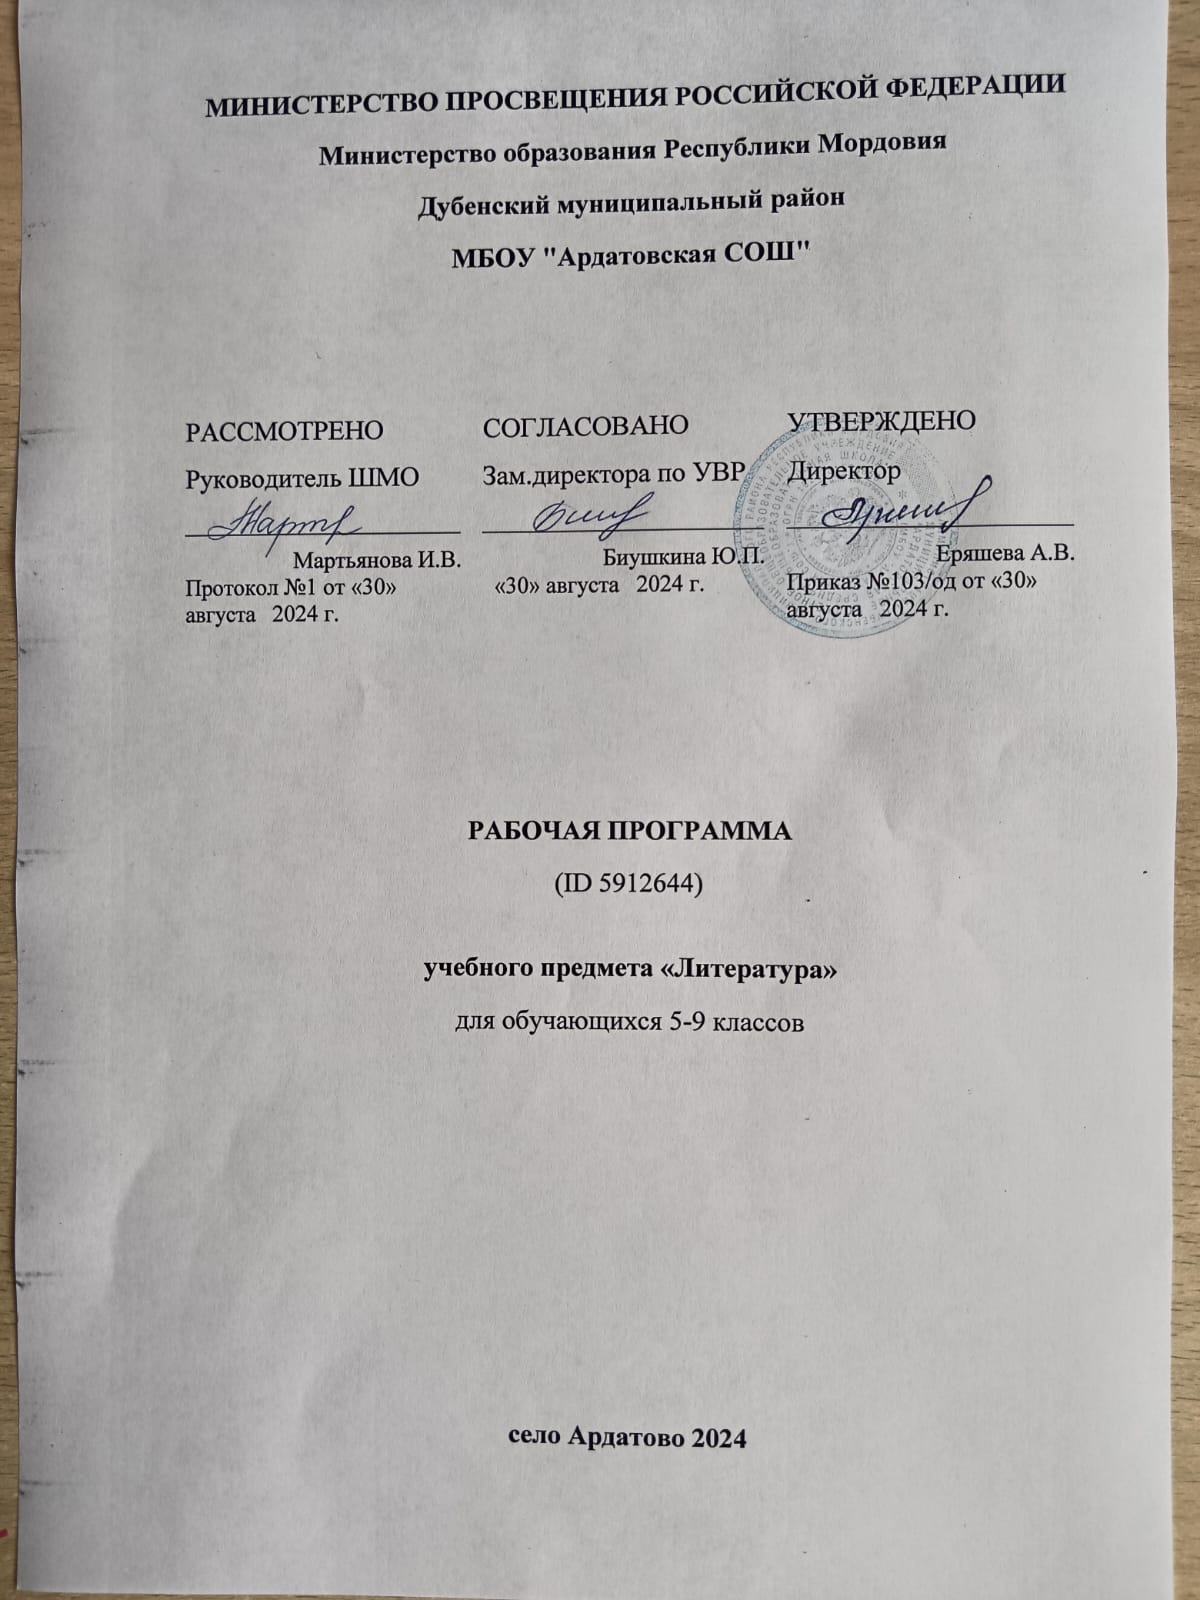 МИНИСТЕРСТВО ПРОСВЕЩЕНИЯ РОССИЙСКОЙ ФЕДЕРАЦИИ
Министерство образования Республики Мордовия
Дубенский муниципальный район
МБОУ "Ардатовская СОШ"
РАССМОТРЕНО
Руководитель ШМО
Мартьянова И.В.
Протокол №1 от «30»
августа 2024 г.
СОГЛАСОВАНО
Зам.директора по УВР
Биушкина Ю.П.
«30» августа 2024 г.
УТВЕРЖДЕНО
Директор
Еряшева А.В.
Приказ №103/од от «30»
августа 2024 г.
РАБОЧАЯ ПРОГРАММА
(ID 5912644)
учебного предмета «Литература»
для обучающихся 5-9 классов
село Ардатово 2024